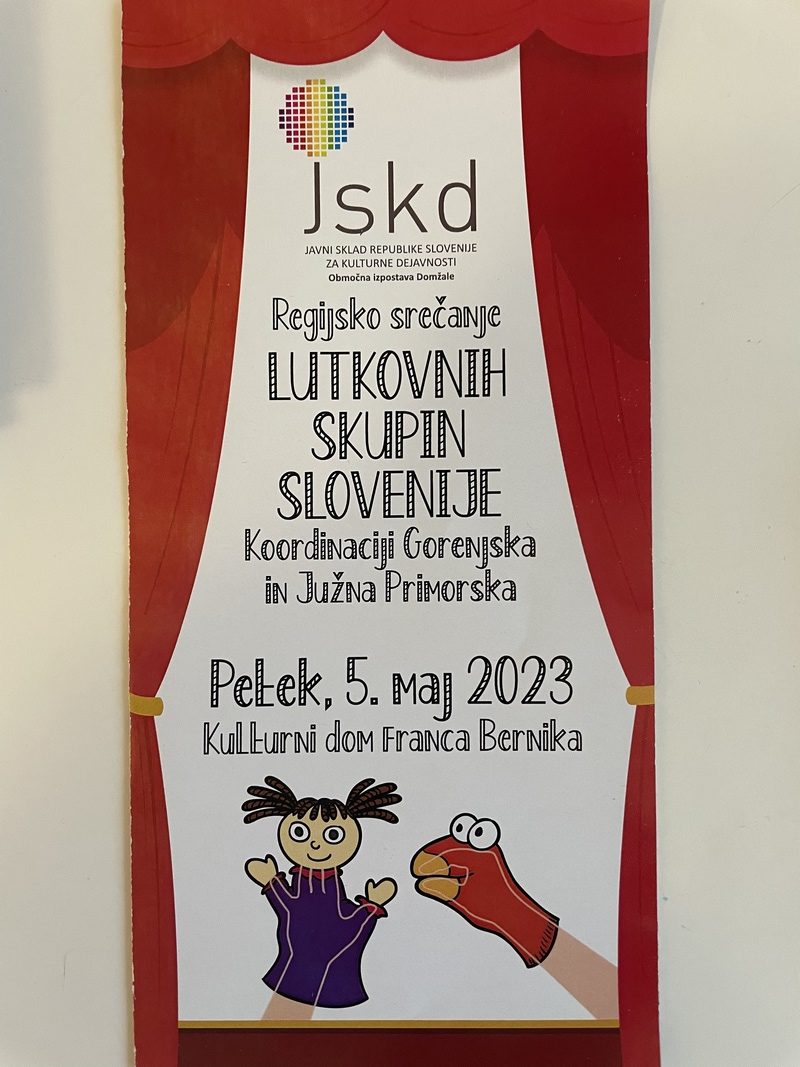 Jskd
JAVNI SKLAD REPUBLIKE SLOVENIJE
ZA KULTURNE DEJAVNOSTI
Območna izpostava Domžale
Regijsko srečanje
LUTKOVNIH
SKUPIN
SLOVENIJE
Koordinaciji Gorenjska
in Južna Primorska
Petek, 5. maj 2023
Kulturni dom Franca Bernika